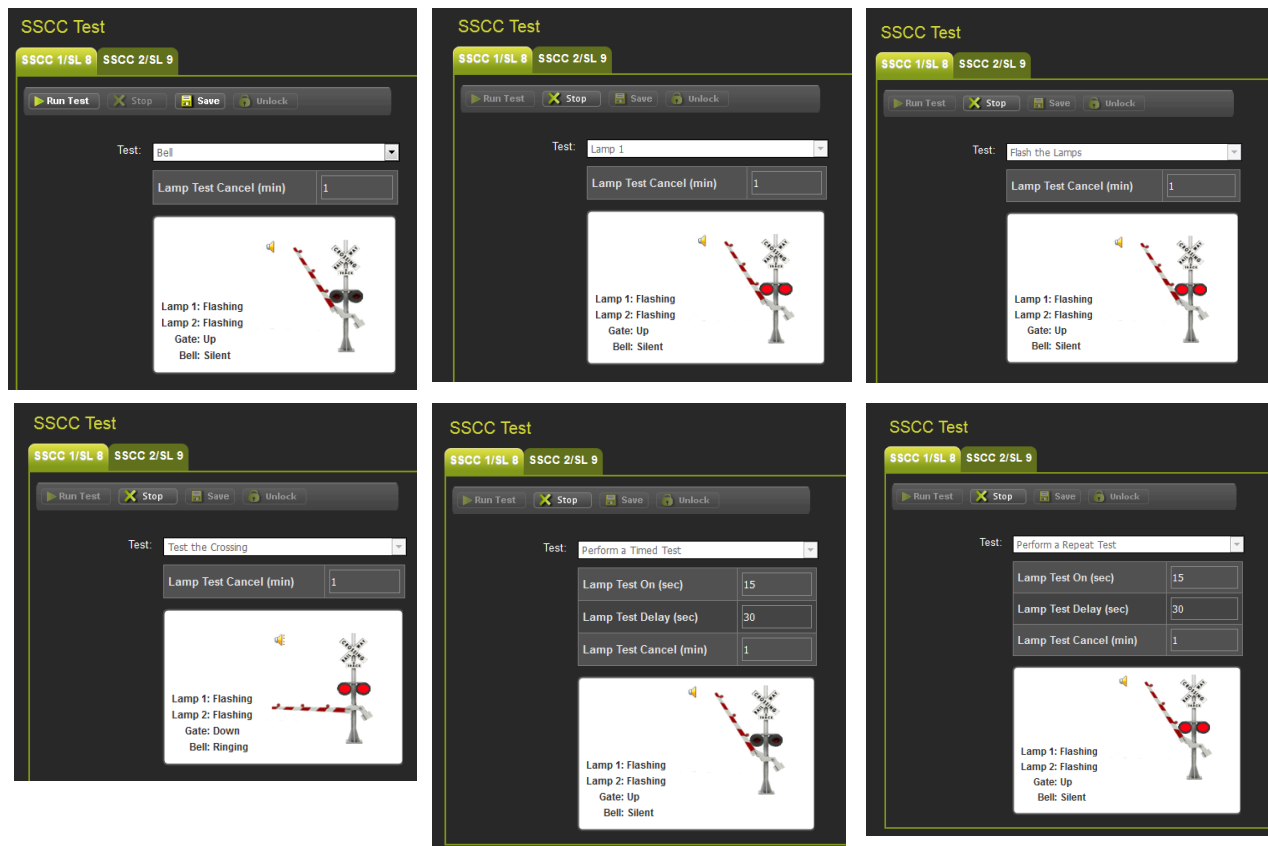 SSCC Test
SSCC 1/SL 8 SSCC 2/SL 9
Run Test Stop Save Unlock
Test: Bell
Lamp Test Cancel (min) 1
CROSSING
RAILROAD
TRACK
Lamp 1: Flashing
Lamp 2: Flashing
Gate: Up
Bell: Silent
SSCC Test
SSCC 1/SL 8 SSCC 2/SL 9
Run Test Stop Save Unlock
Test: Lamp 1
Lamp Test Cancel (min) 1
Lamp 1: Flashing
Lamp 2: Flashing
Gate: Up
Bell: Silent
SSCC Test
SSCC 1/SL 8 SSCC 2/SL 9
Run Test Stop Save Unlock
Test: Flash the Lamps
Lamp Test Cancel (min) 1
Lamp 1: Flashing
Lamp 2: Flashing
Gate: Up
Bell: Silent
SSCC Test
SSCC 1/SL 8 SSCC 2/SL 9
Run Test Stop Save Unlock
Test: Test the Crossing
Lamp Test Cancel (min) 1
Lamp 1: Flashing
Lamp 2: Flashing
Gate: Down
Bell: Ringing
SSCC Test
SSCC 1/SL 8 SSCC 2/SL 9
Run Test Stop Save Unlock
Test: Perform a Timed Test
Lamp Test On (sec) 15
Lamp Test Delay (sec) 30
Lamp Test Cancel (min) 1
Lamp 1: Flashing
Lamp 2: Flashing
Gate: Up
Bell: Silent
SSCC Test
SSCC 1/SL 8 SSCC 2/SL 9
Run Test Stop Save Unlock
Test: Perform a Repeat Test
Lamp Test On (sec) 15
Lamp Test Delay (sec) 30
Lamp Test Cancel (min) 1
Lamp 1: Flashing
Lamp 2: Flashing
Gate: Up
Bell: Silent